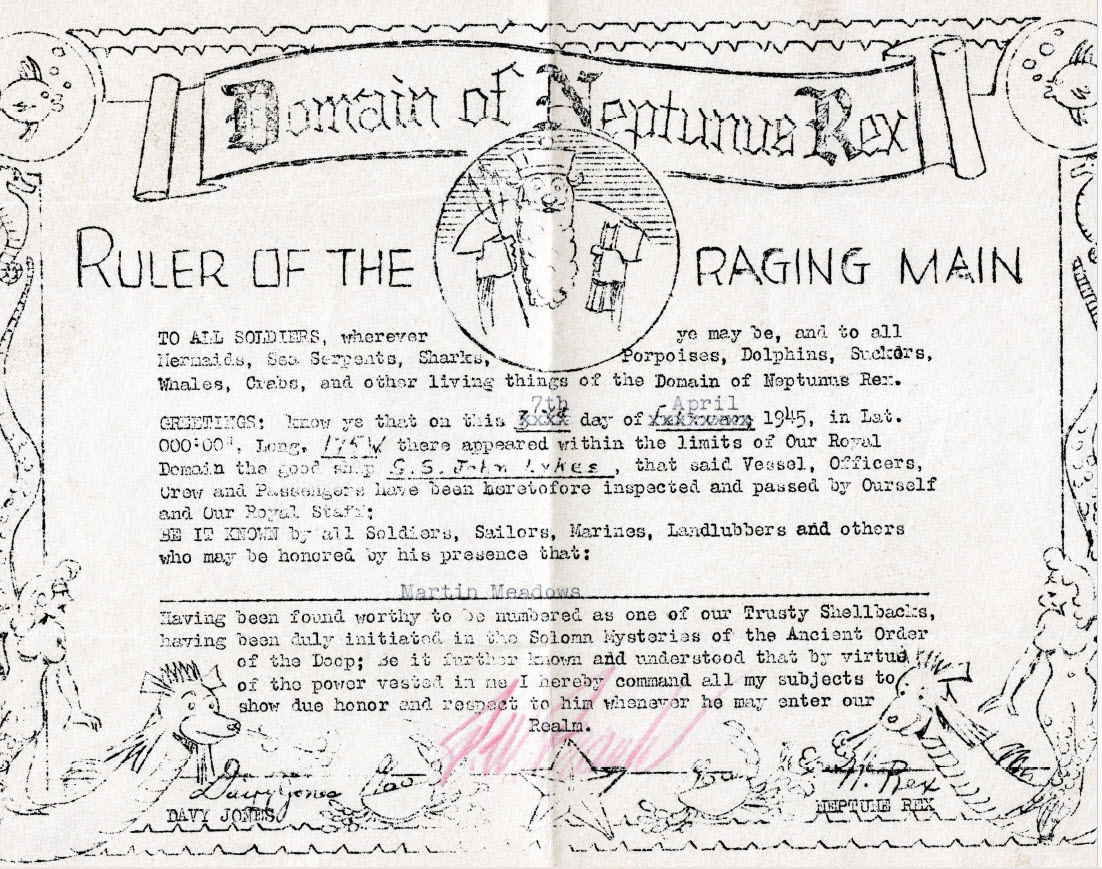 Domain of Neptunus Rex
RULER OF THE RAGING MAIN
TO ALL SOLDIERS, wherever ye may be, and to all
Mermaids, Sea Serpents, Sharks, Porpoises, Dolphins, Suckers,
Whales, Crabs, and other living things of the Domain of Neptunus Rex.
7th April
GREETINGS: know ye that on this day of 1945, in Lat.
000°00", Long. 175W there appeared within the limits of Our Royal
Domain the good ship S.S. John Lykes, that said Vessel, Officers,
Crew and Passengers have been heretofore inspected and passed by Ourself
and Our Royal Staff;
BE IT KNOWN by all Soldiers, Sailors, Marines, Landlubbers and others
who may be honored by his presence that:
Martin Meadows
Having been found worthy to be numbered as one of our Trusty Shellbacks,
having been duly initiated in the Solemn Mysteries of the Ancient Order
of the Deep; Be it further known and understood that by virtue
of the power vested in me I hereby command all my subjects to
show due honor and respect to him whenever he may enter our
Realm.
Davy Jones N. Rex
DAVY JONES NEPTUNE REX